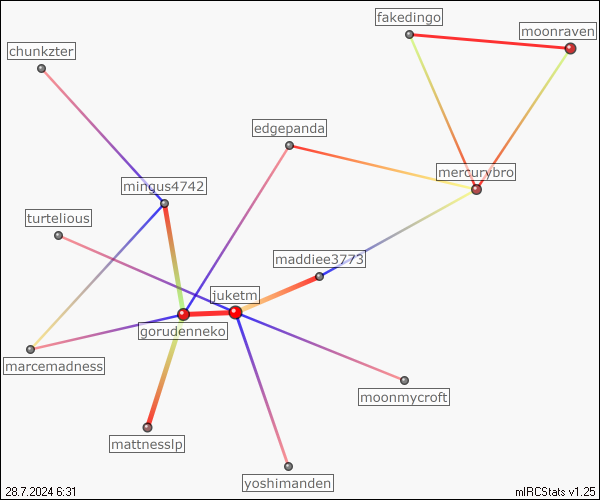 fakedingo
moonraven
chunkzter
edgepanda
mercurybro
mingus4742
turtelious
maddiee3773
juketm
gorudenneko
marcemadness
moonmycroft
mattnesslp
yoshimanden
28.7.2024 6:31
mIRCStats v1.25